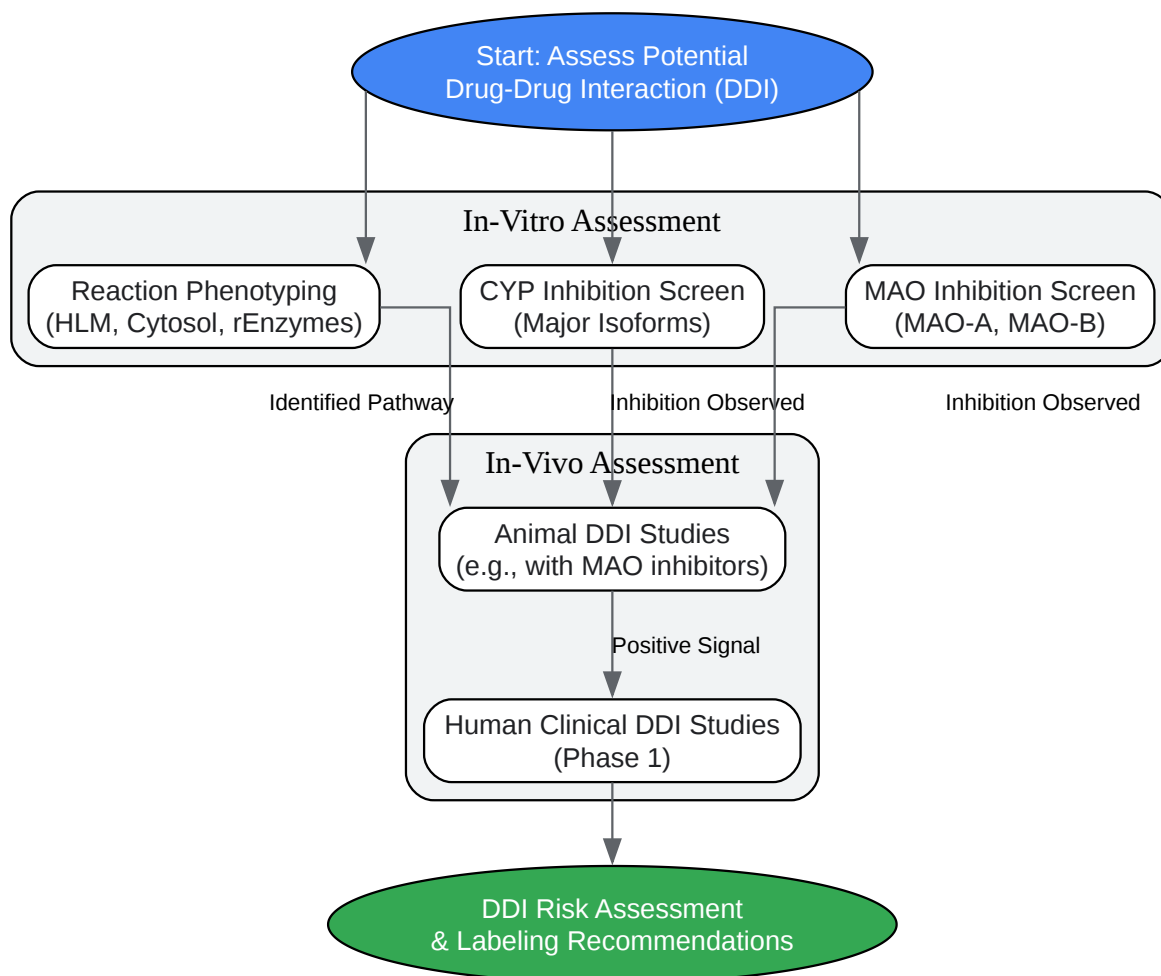 Start: Assess Potential
Drug-Drug Interaction (DDI)
In-Vitro Assessment
Reaction Phenotyping
(HLM, Cytosol, rEnzymes)
CYP Inhibition Screen
(Major Isoforms)
MAO Inhibition Screen
(MAO-A, MAO-B)
Identified Pathway
Inhibition Observed
Inhibition Observed
In-Vivo Assessment
Animal DDI Studies
(e.g., with MAO inhibitors)
Positive Signal
Human Clinical DDI Studies
(Phase 1)
DDI Risk Assessment
& Labeling Recommendations